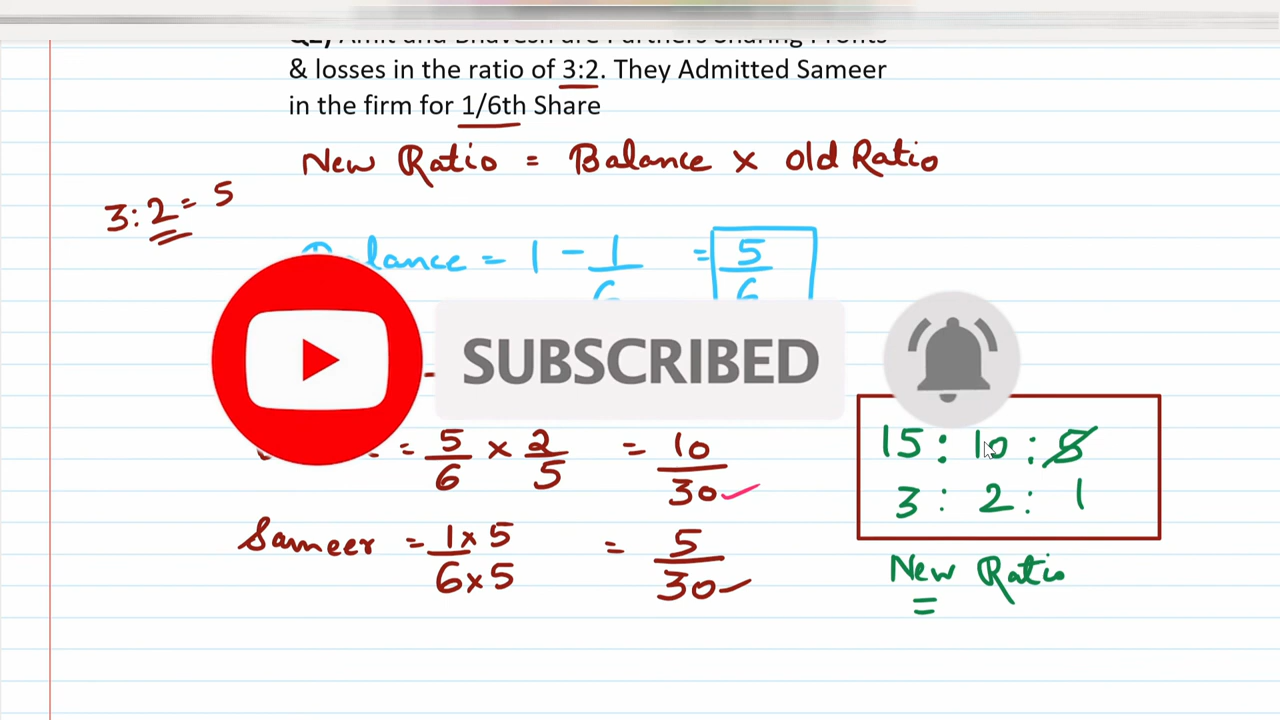 & losses in the ratio of 3:2. They Admitted Sameer
in the firm for 1/6th Share
New Ratio = Balance x old Ratio
3:2 = 5
= 1 - 1/6 = 5/6
SUBSCRIBED
= 5/6 x 2/5 = 10/30
Sameer = 1x5/6x5 = 5/30
15 : 10 : 5
3 : 2 : 1
New Ratio